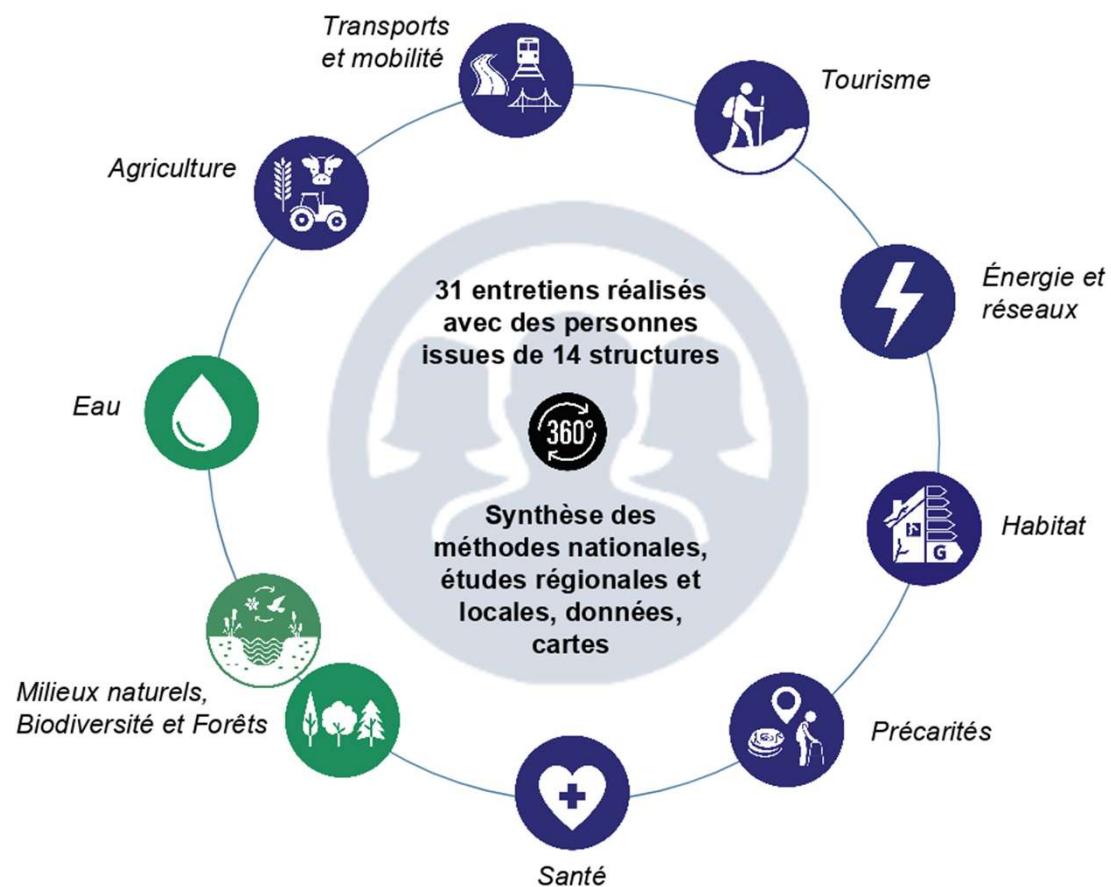 Transports
et mobilité
Tourisme
Agriculture
Énergie et
réseaux
31 entretiens réalisés
avec des personnes
issues de 14 structures
360°
Eau
Synthèse des
méthodes nationales,
études régionales et
locales, données,
cartes
G
Habitat
Milieux naturels,
Biodiversité et Forêts
Précarités
Santé